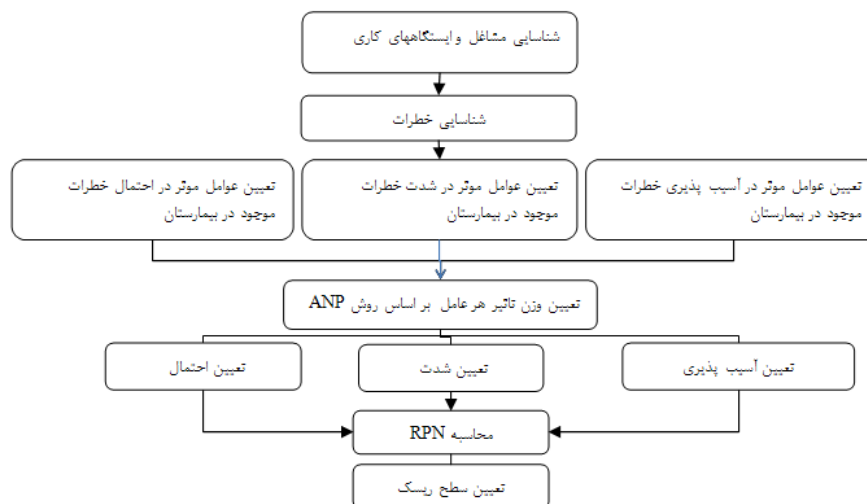 شناسایی مشاغل و ایستگاههای کاری
شناسایی خطرات
تعیین عوامل موثر در آسیب پذیری خطرات
موجود در بیمارستان
تعیین عوامل موثر در شدت خطرات
موجود در بیمارستان
تعیین عوامل موثر در احتمال خطرات
موجود در بیمارستان
تعیین وزن تاثیر هر عامل بر اساس روش ANP
تعیین آسیب پذیری
تعیین شدت
تعیین احتمال
محاسبه RPN
تعیین سطح ریسک